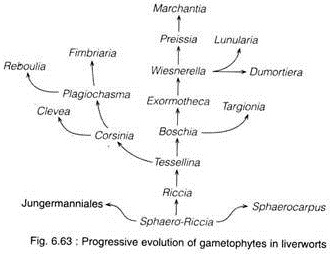 Marchantia
Fimbriaria
Preissia
Lunularia
Reboulia
Wiesnerella
Dumortiera
Plagiochasma
Exormotheca
Clevea
Targionia
Corsinia
Boschia
Tessellina
Riccia
Jungermanniales
Sphaerocarpus
Sphaero-Riccia
Fig. 6.63 : Progressive evolution of gametophytes in liverworts